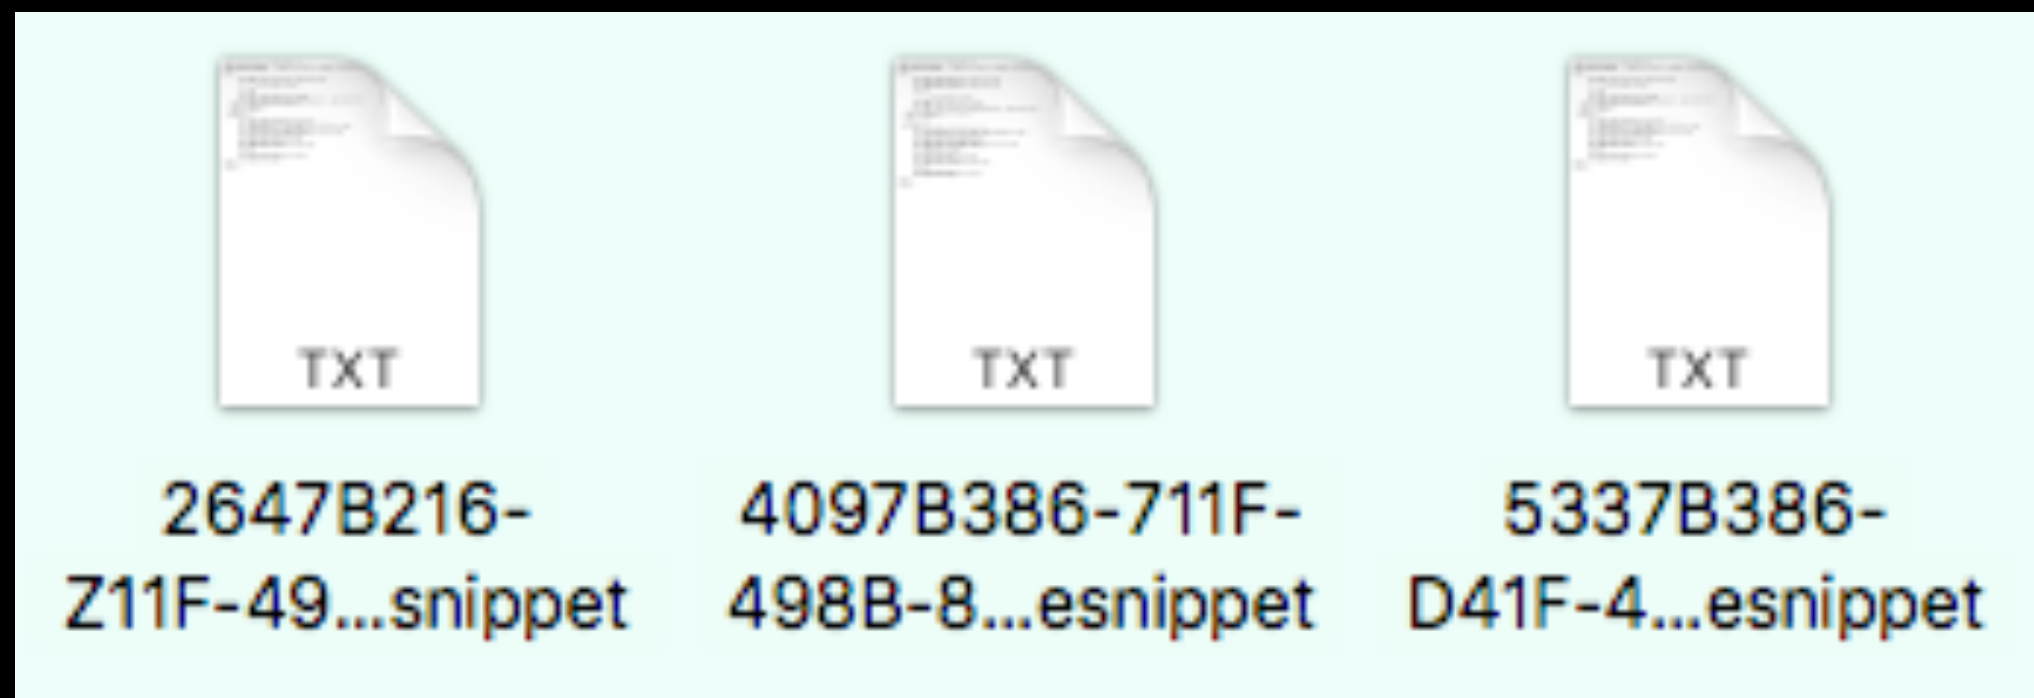 TXT
2647B216-
Z11F-49...snippet
TXT
4097B386-711F-
498B-8...esnippet
TXT
5337B386-
D41F-4...esnippet